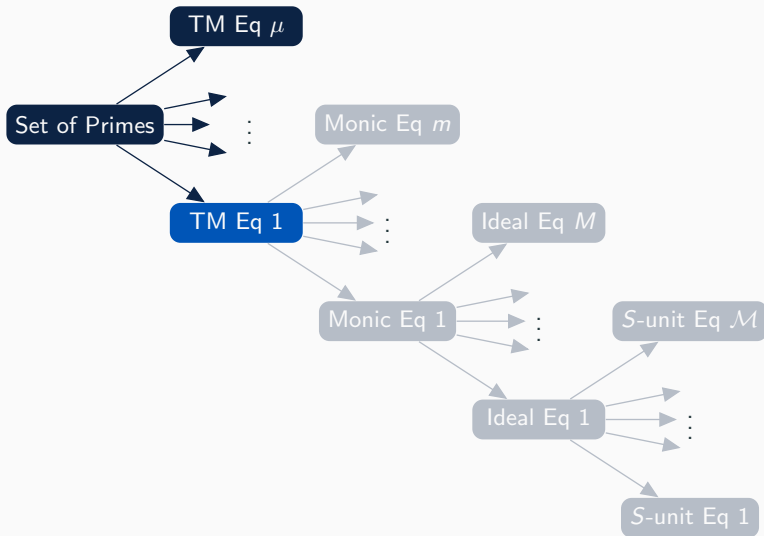 TM Eq μ
Set of Primes
⋮
Monic Eq m
TM Eq 1
⋮
Ideal Eq M
Monic Eq 1
⋮
S-unit Eq ℳ
Ideal Eq 1
⋮
S-unit Eq 1